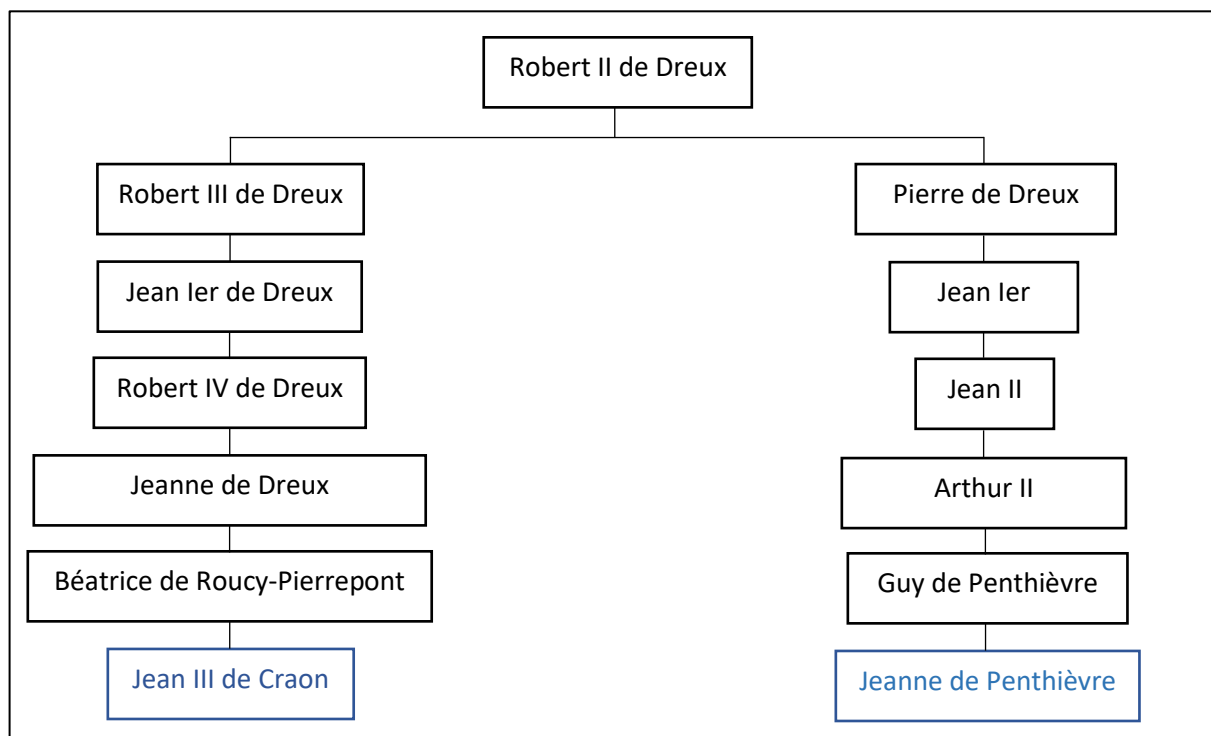 Robert II de Dreux
Robert III de Dreux
Pierre de Dreux
Jean Ier de Dreux
Jean Ier
Robert IV de Dreux
Jean II
Jeanne de Dreux
Arthur II
Béatrice de Roucy-Pierrepont
Guy de Penthièvre
Jean III de Craon
Jeanne de Penthièvre